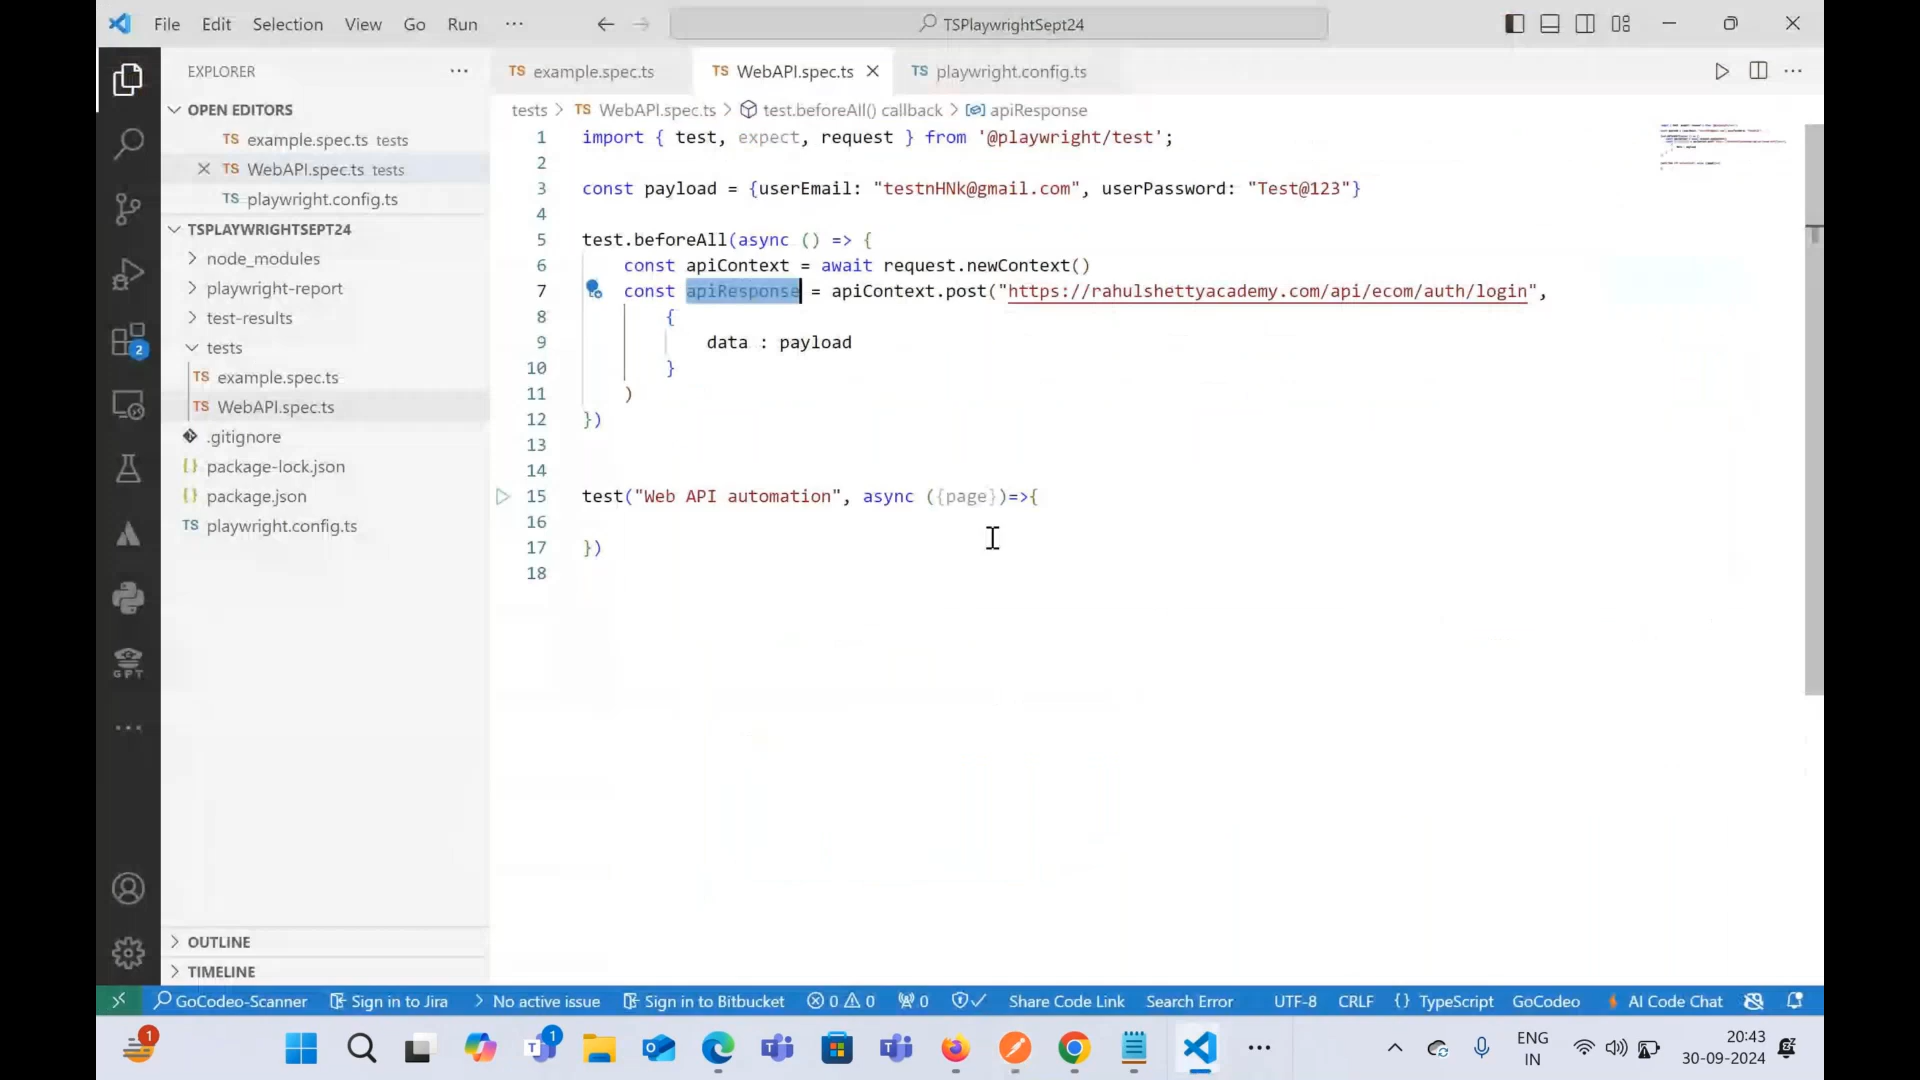 File Edit Selection View Go Run ··· TSPlaywrightSept24
EXPLORER ···
TS example.spec.ts TS WebAPI.spec.ts TS playwright.config.ts ···
OPEN EDITORS
TS example.spec.ts tests
TS WebAPI.spec.ts tests
TS playwright.config.ts
TSPLAYWRIGHTSEPT24
node_modules
playwright-report
test-results
tests
TS example.spec.ts
TS WebAPI.spec.ts
.gitignore
{} package-lock.json
{} package.json
TS playwright.config.ts
OUTLINE
TIMELINE
2
GPT
tests > TS WebAPI.spec.ts > test.beforeAll() callback > apiResponse
1 import { test, expect, request } from '@playwright/test';
2
3 const payload = {userEmail: "testnHNk@gmail.com", userPassword: "Test@123"}
4
5 test.beforeAll(async () => {
6 const apiContext = await request.newContext()
7 const apiResponse = apiContext.post("https://rahulshettyacademy.com/api/ecom/auth/login",
8 {
9 data : payload
10 }
11 )
12 })
13
14
15 test("Web API automation", async ({page})=>{
16
17 })
18
GoCodeo-Scanner Sign in to Jira > No active issue Sign in to Bitbucket 0 0 0 Share Code Link Search Error UTF-8 CRLF {} TypeScript GoCodeo AI Code Chat
1 1 T T T ENG
IN 20:43
30-09-2024